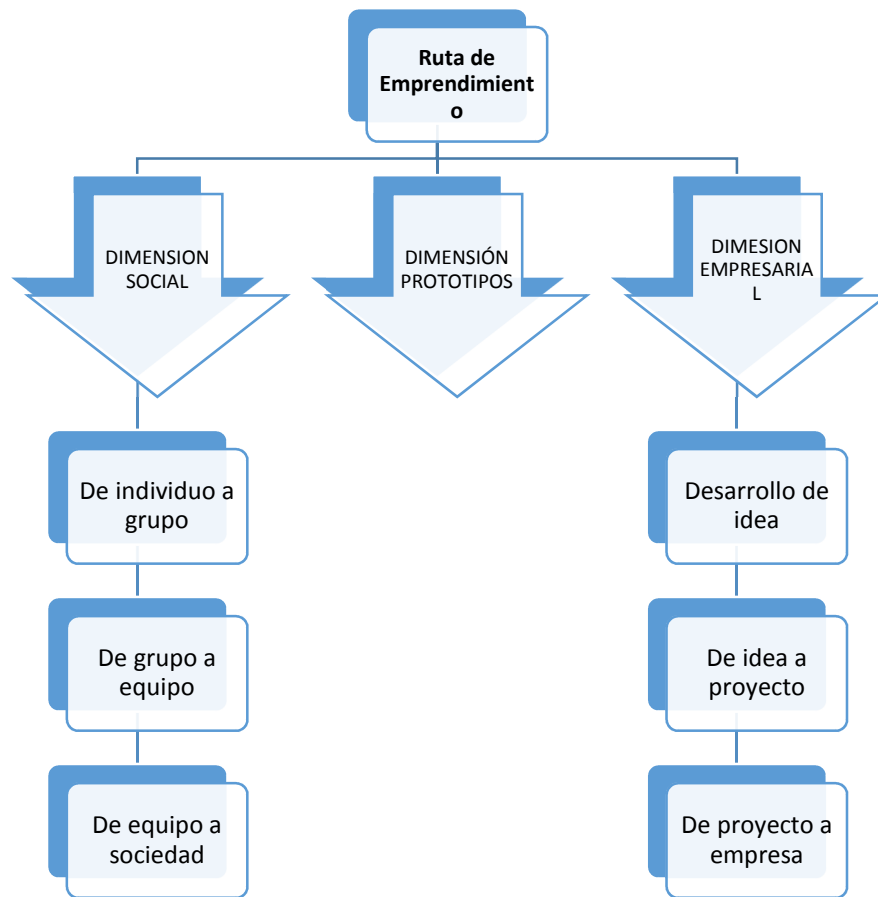 Ruta de
Emprendimient
o
DIMENSION
SOCIAL
DIMENSIÓN
PROTOTIPOS
DIMESION
EMPRESARIA
L
De individuo a
grupo
Desarrollo de
idea
De grupo a
equipo
De idea a
proyecto
De equipo a
sociedad
De proyecto a
empresa